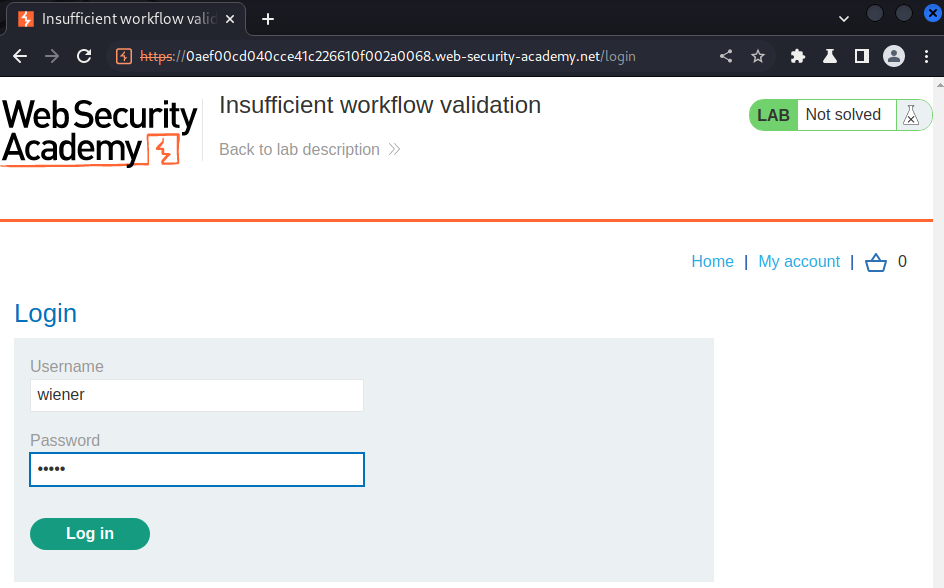 Insufficient workflow valid
https://0aef00cd040cce41c226610f002a0068.web-security-academy.net/login
Web Security
Academy
Insufficient workflow validation
Back to lab description
LAB Not solved
Home | My account | 0
Login
Username
wiener
Password
•••••
Log in